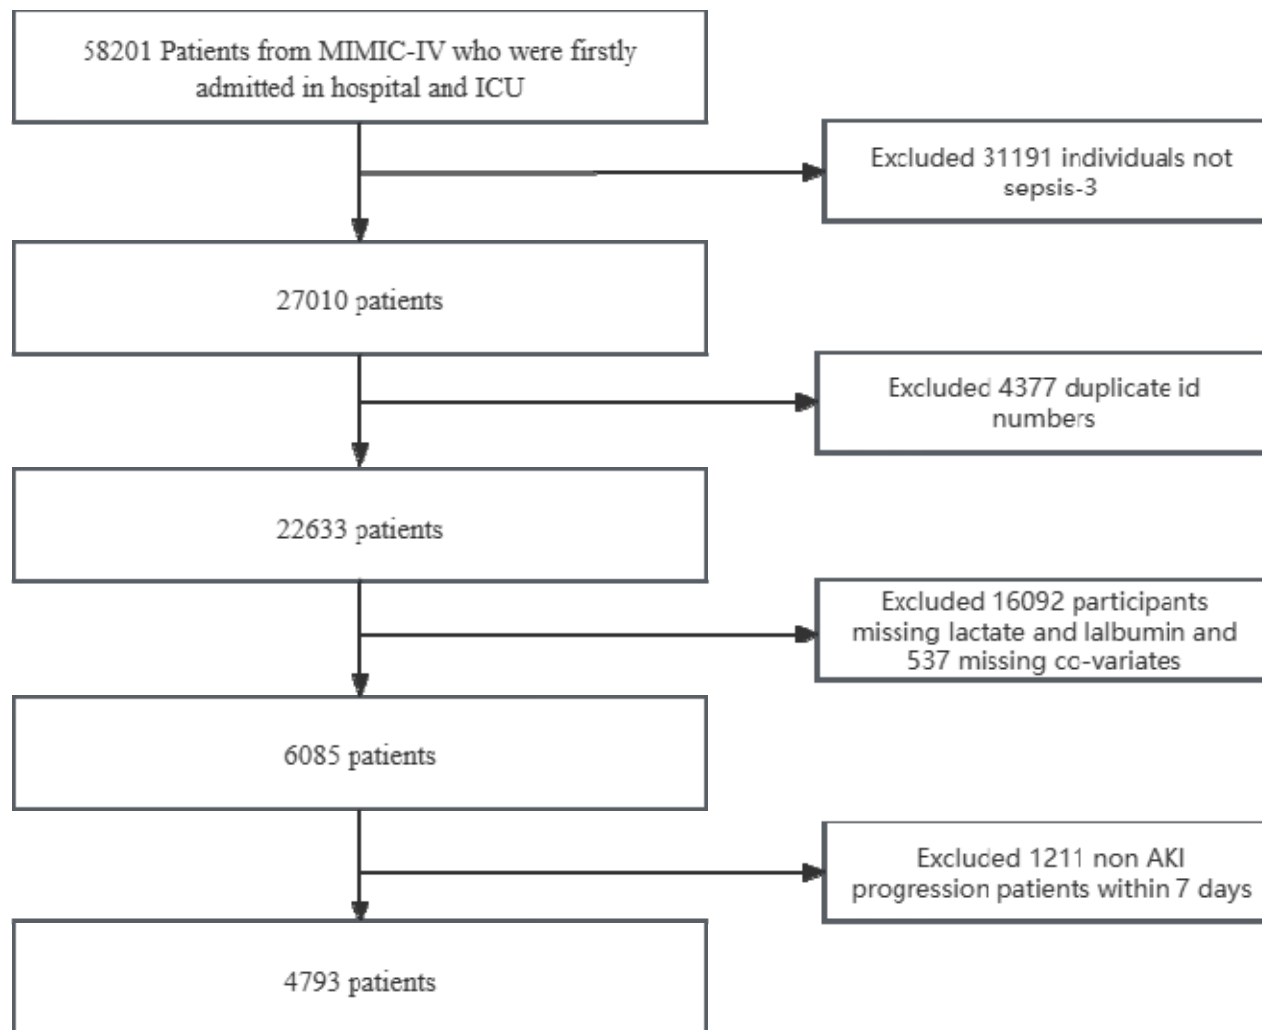 58201 Patients from MIMIC-IV who were firstly
admitted in hospital and ICU
Excluded 31191 individuals not
sepsis-3
27010 patients
Excluded 4377 duplicate id
numbers
22633 patients
Excluded 16092 participants
missing lactate and lalbumin and
537 missing co-variates
6085 patients
Excluded 1211 non AKI
progression patients within 7 days
4793 patients